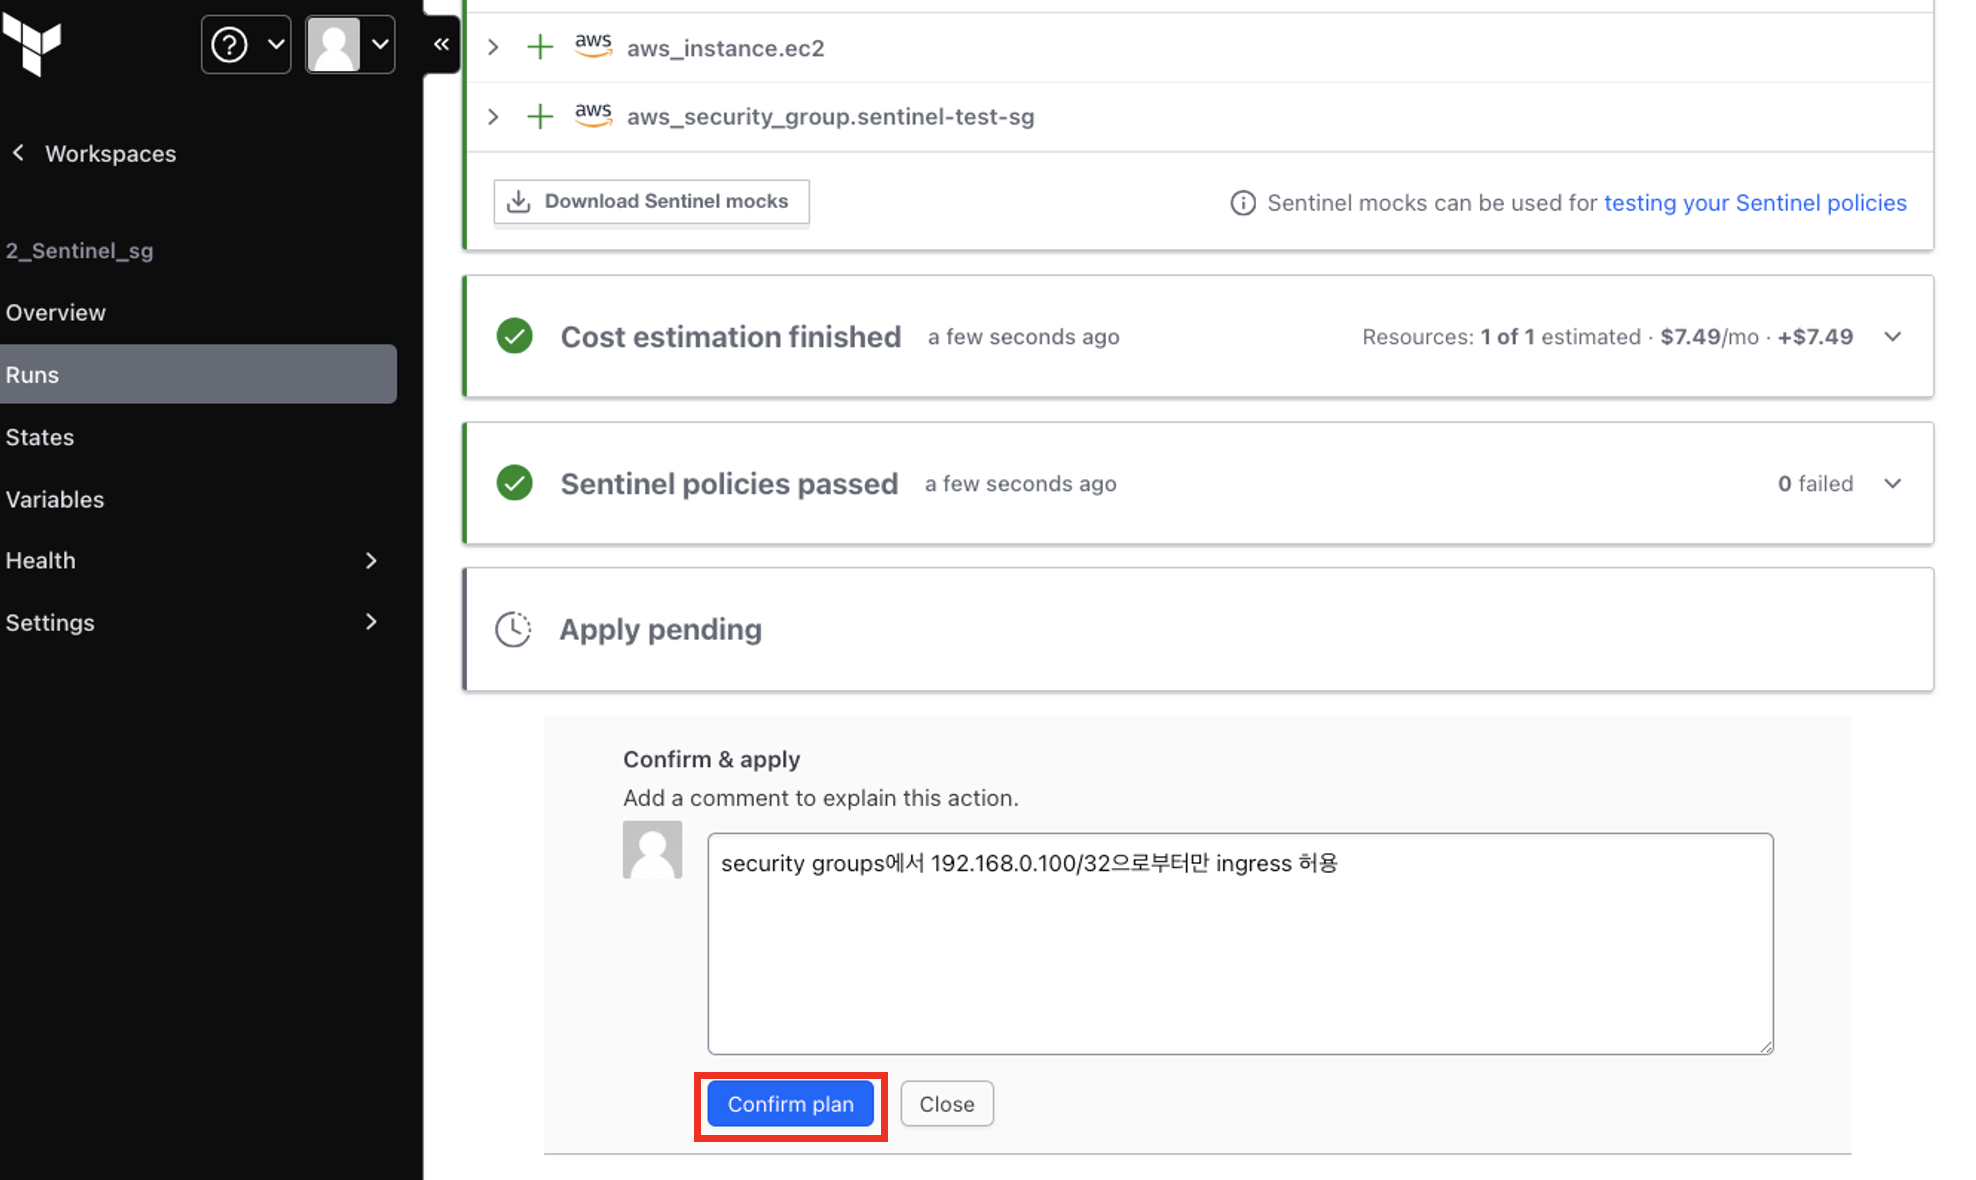 aws aws_instance.ec2
aws aws_security_group.sentinel-test-sg
Workspaces
Download Sentinel mocks
Sentinel mocks can be used for testing your Sentinel policies
2_Sentinel_sg
Overview
Runs
States
Variables
Health
Settings
Cost estimation finished a few seconds ago Resources: 1 of 1 estimated · $7.49/mo · +$7.49
Sentinel policies passed a few seconds ago 0 failed
Apply pending
Confirm & apply
Add a comment to explain this action.
security groups에서 192.168.0.100/32으로부터만 ingress 허용
Confirm plan
Close